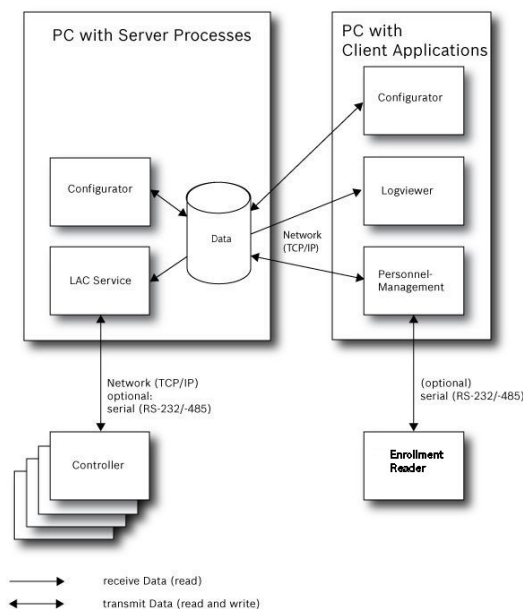 PC with Server Processes
PC with
Client Applications
Configurator
Configurator
Logviewer
Data
Network
(TCP/IP)
LAC Service
Personnel-
Management
Network (TCP/IP)
optional:
serial (RS-232/-485)
(optional)
serial (RS-232/-485)
Controller
Enrollment
Reader
receive Data (read)
transmit Data (read and write)